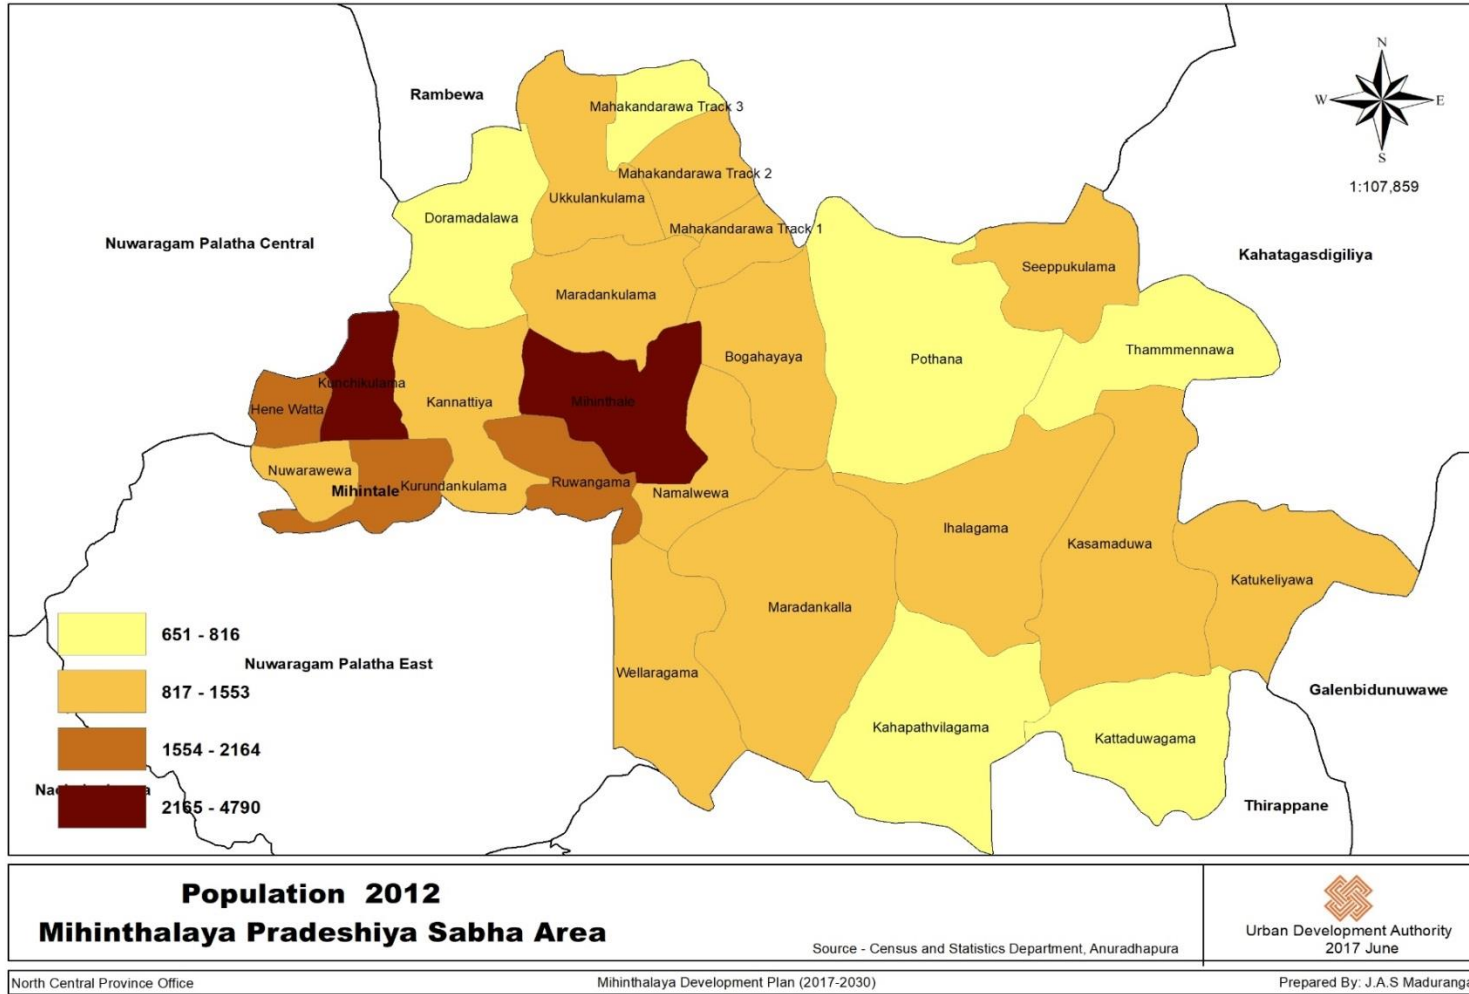 N
W
E
S
1:107,859
Rambewa
Mahakandarawa Track 3
Mahakandarawa Track 2
Ukkulankulama
Doramadalawa
Mahakandarawa Track 1
Nuwaragam Palatha Central
Kahatagasdigiliya
Seeppukulama
Maradankulama
Thammmennawa
Bogahayaya
Pothana
Kunchikulama
Hene Watta
Kannattiya
Mihinthale
Nuwarawewa
Mihintale
Kurundankulama
Ruwangama
Namalwewa
Ihalagama
Kasamaduwa
Katukeliyawa
Maradankalla
651 - 816
Nuwaragam Palatha East
Wellaragama
817 - 1553
Galenbidunuwawe
Kahapathvilagama
Kattaduwagama
1554 - 2164
2165 - 4790
Thirappane
Population 2012
Mihinthalaya Pradeshiya Sabha Area
Source - Census and Statistics Department, Anuradhapura
Urban Development Authority
2017 June
North Central Province Office
Mihinthalaya Development Plan (2017-2030)
Prepared By: J.A.S Maduranga